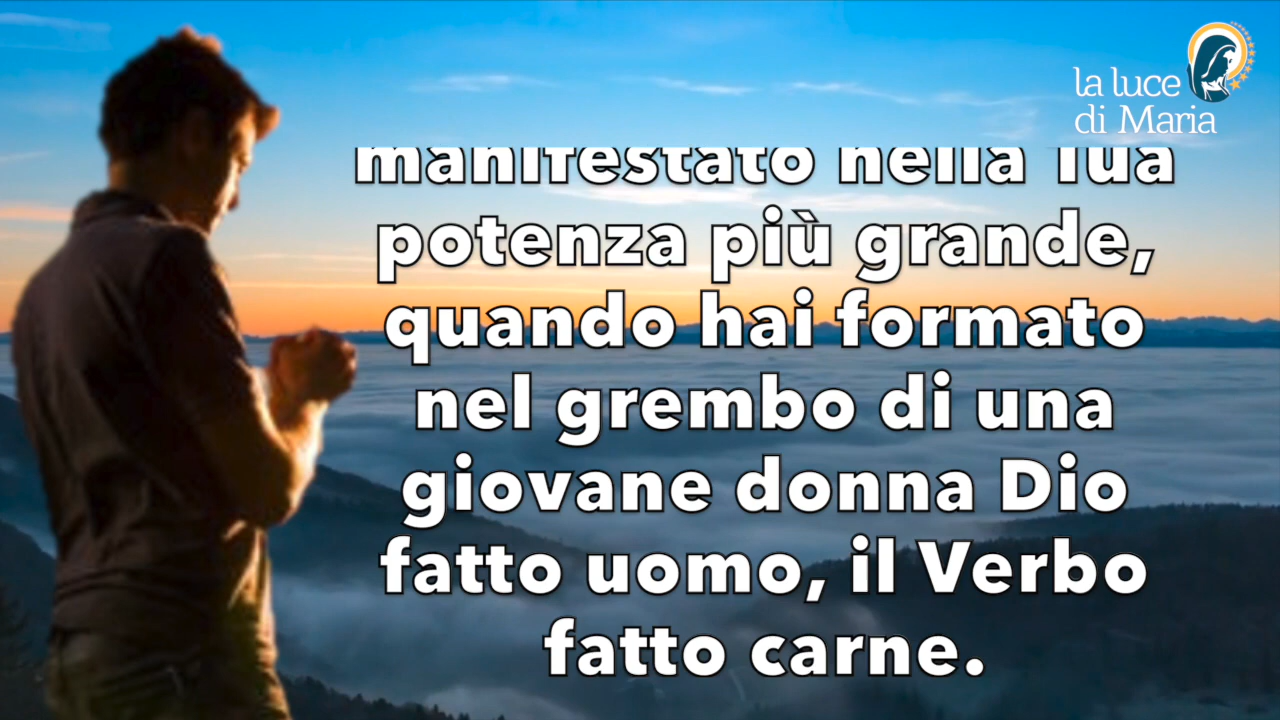 la luce
di Maria
manifestato nella Tua
potenza più grande,
quando hai formato
nel grembo di una
giovane donna Dio
fatto uomo, il Verbo
fatto carne.